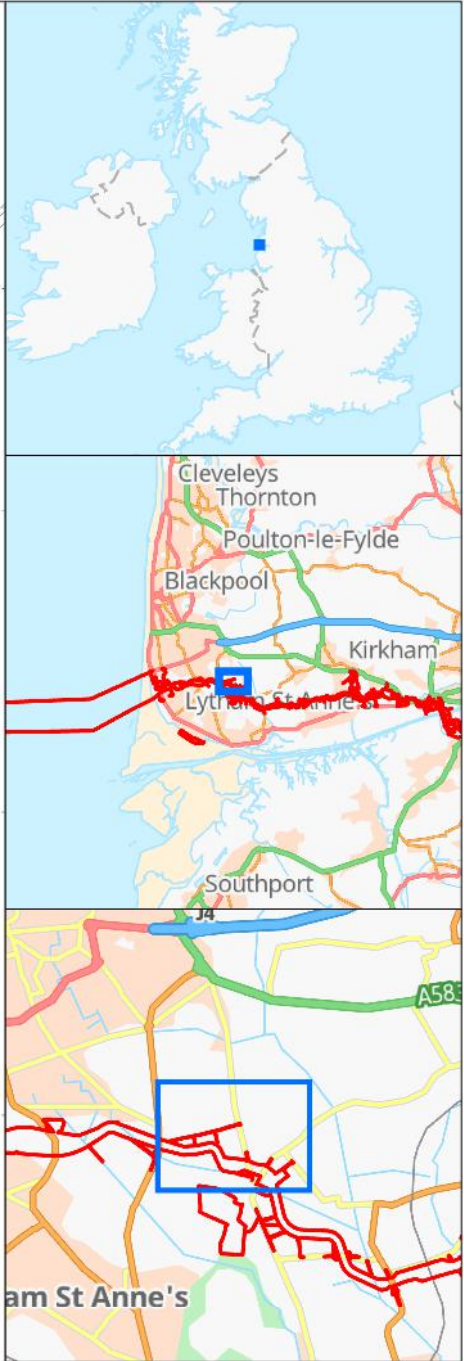 Cleveleys
Thornton
Poulton-le-Fylde
Blackpool
Kirkham
Lytham St Anne's
Southport
J4
A583
am St Anne's